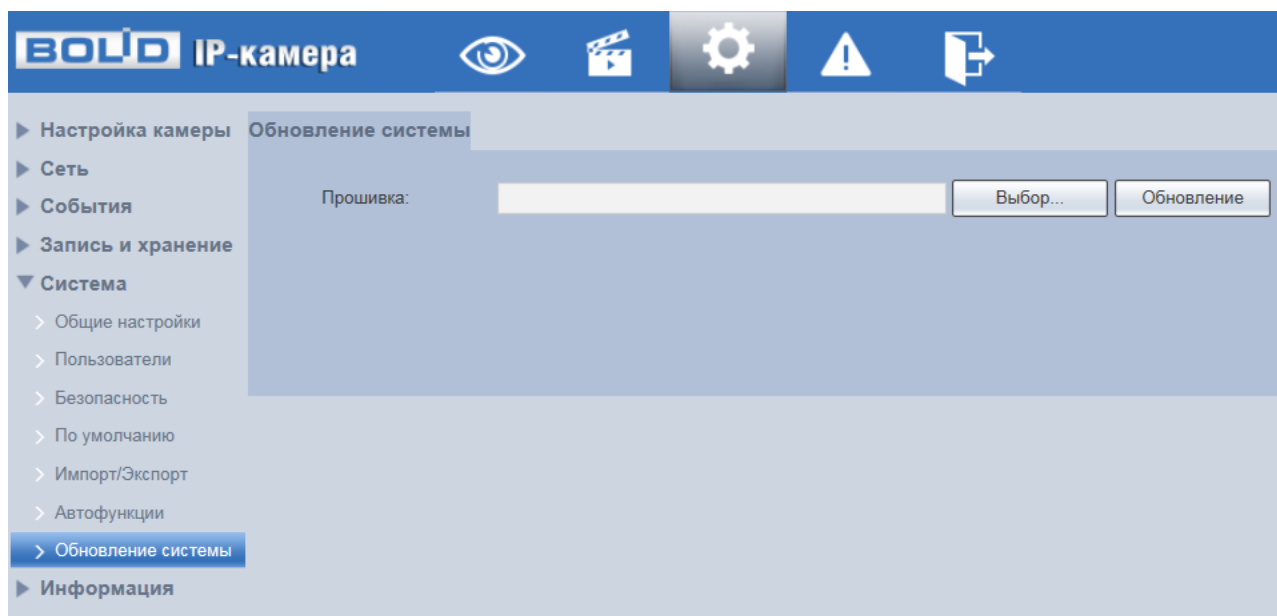 BOLID IP-камера
Настройка камеры
Обновление системы
Сеть
Прошивка:
Выбор...
Обновление
События
Запись и хранение
Система
Общие настройки
Пользователи
Безопасность
По умолчанию
Импорт/Экспорт
Автофункции
Обновление системы
Информация